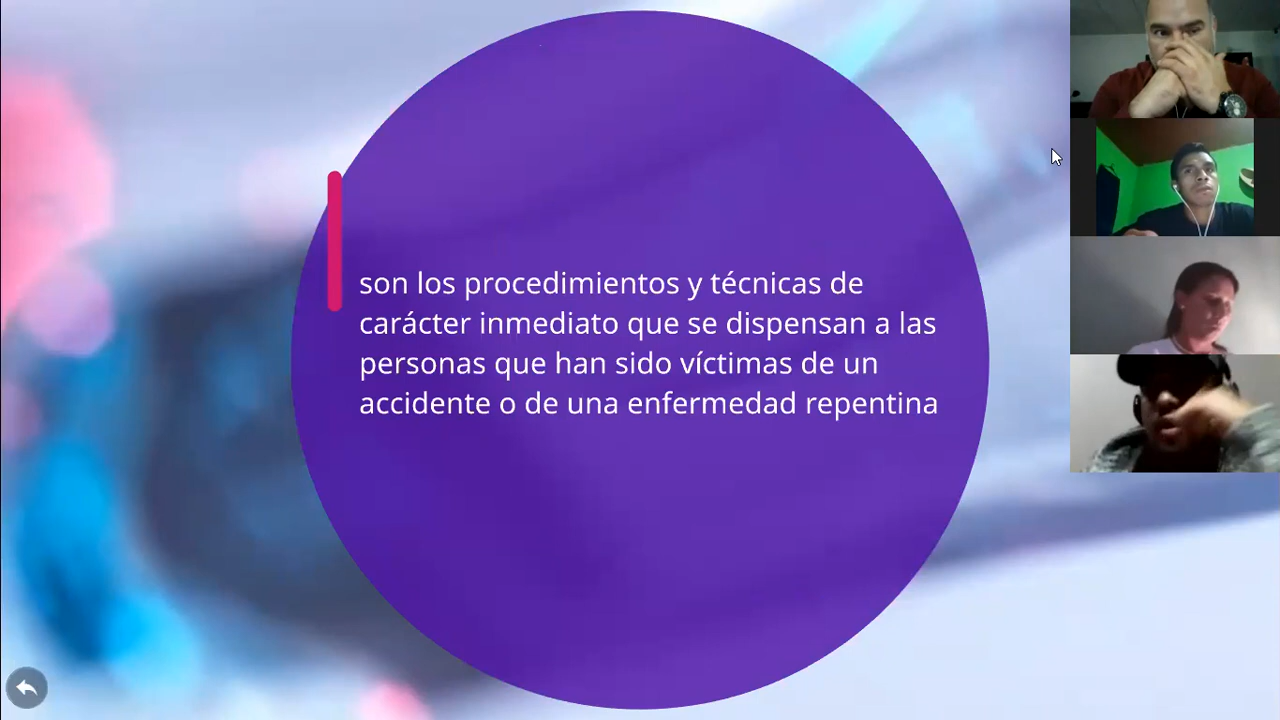 son los procedimientos y técnicas de
carácter inmediato que se dispensan a las
personas que han sido víctimas de un
accidente o de una enfermedad repentina